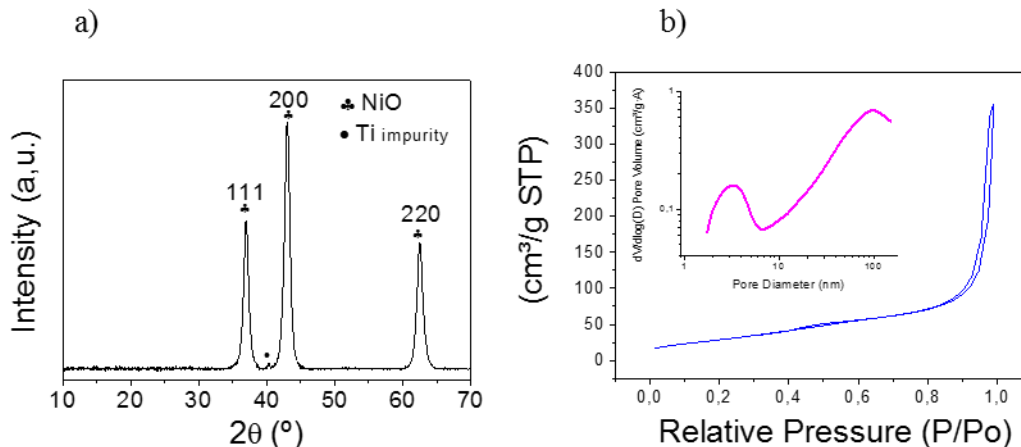 a)
Intensity (a,u.)
200
111
220
♣ NiO
• Ti impurity
10 20 30 40 50 60 70
2θ (º)
b)
(cm³/g STP)
400
350
300
250
200
150
100
50
0
0,0 0,2 0,4 0,6 0,8 1,0
Relative Pressure (P/Po)
dV/dlog(D) Pore Volume (cm³/g·A)
1
0,1
1 10 100
Pore Diameter (nm)